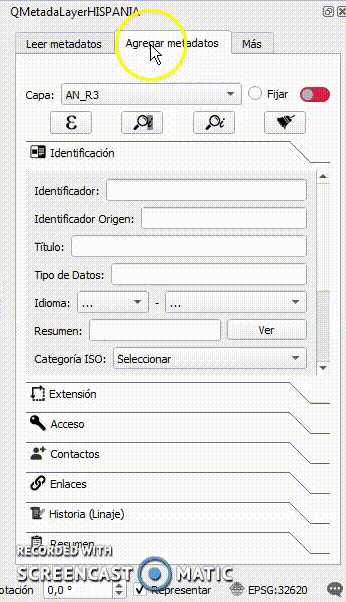 QMetadaLayerHISPANIA
Leer metadatos
Agregar metadatos
Más
Capa: AN_R3
Fijar
ε
Identificación
Identificador:
Identificador Origen:
Título:
Tipo de Datos:
Idioma: ... - ...
Resumen: Ver
Categoría ISO: Seleccionar
Extensión
Acceso
Contactos
Enlaces
Historia (Linaje)
Resumen
RECORDED WITH
SCREENCAST MATIC
otación 0,0 ° Representar EPSG:32620